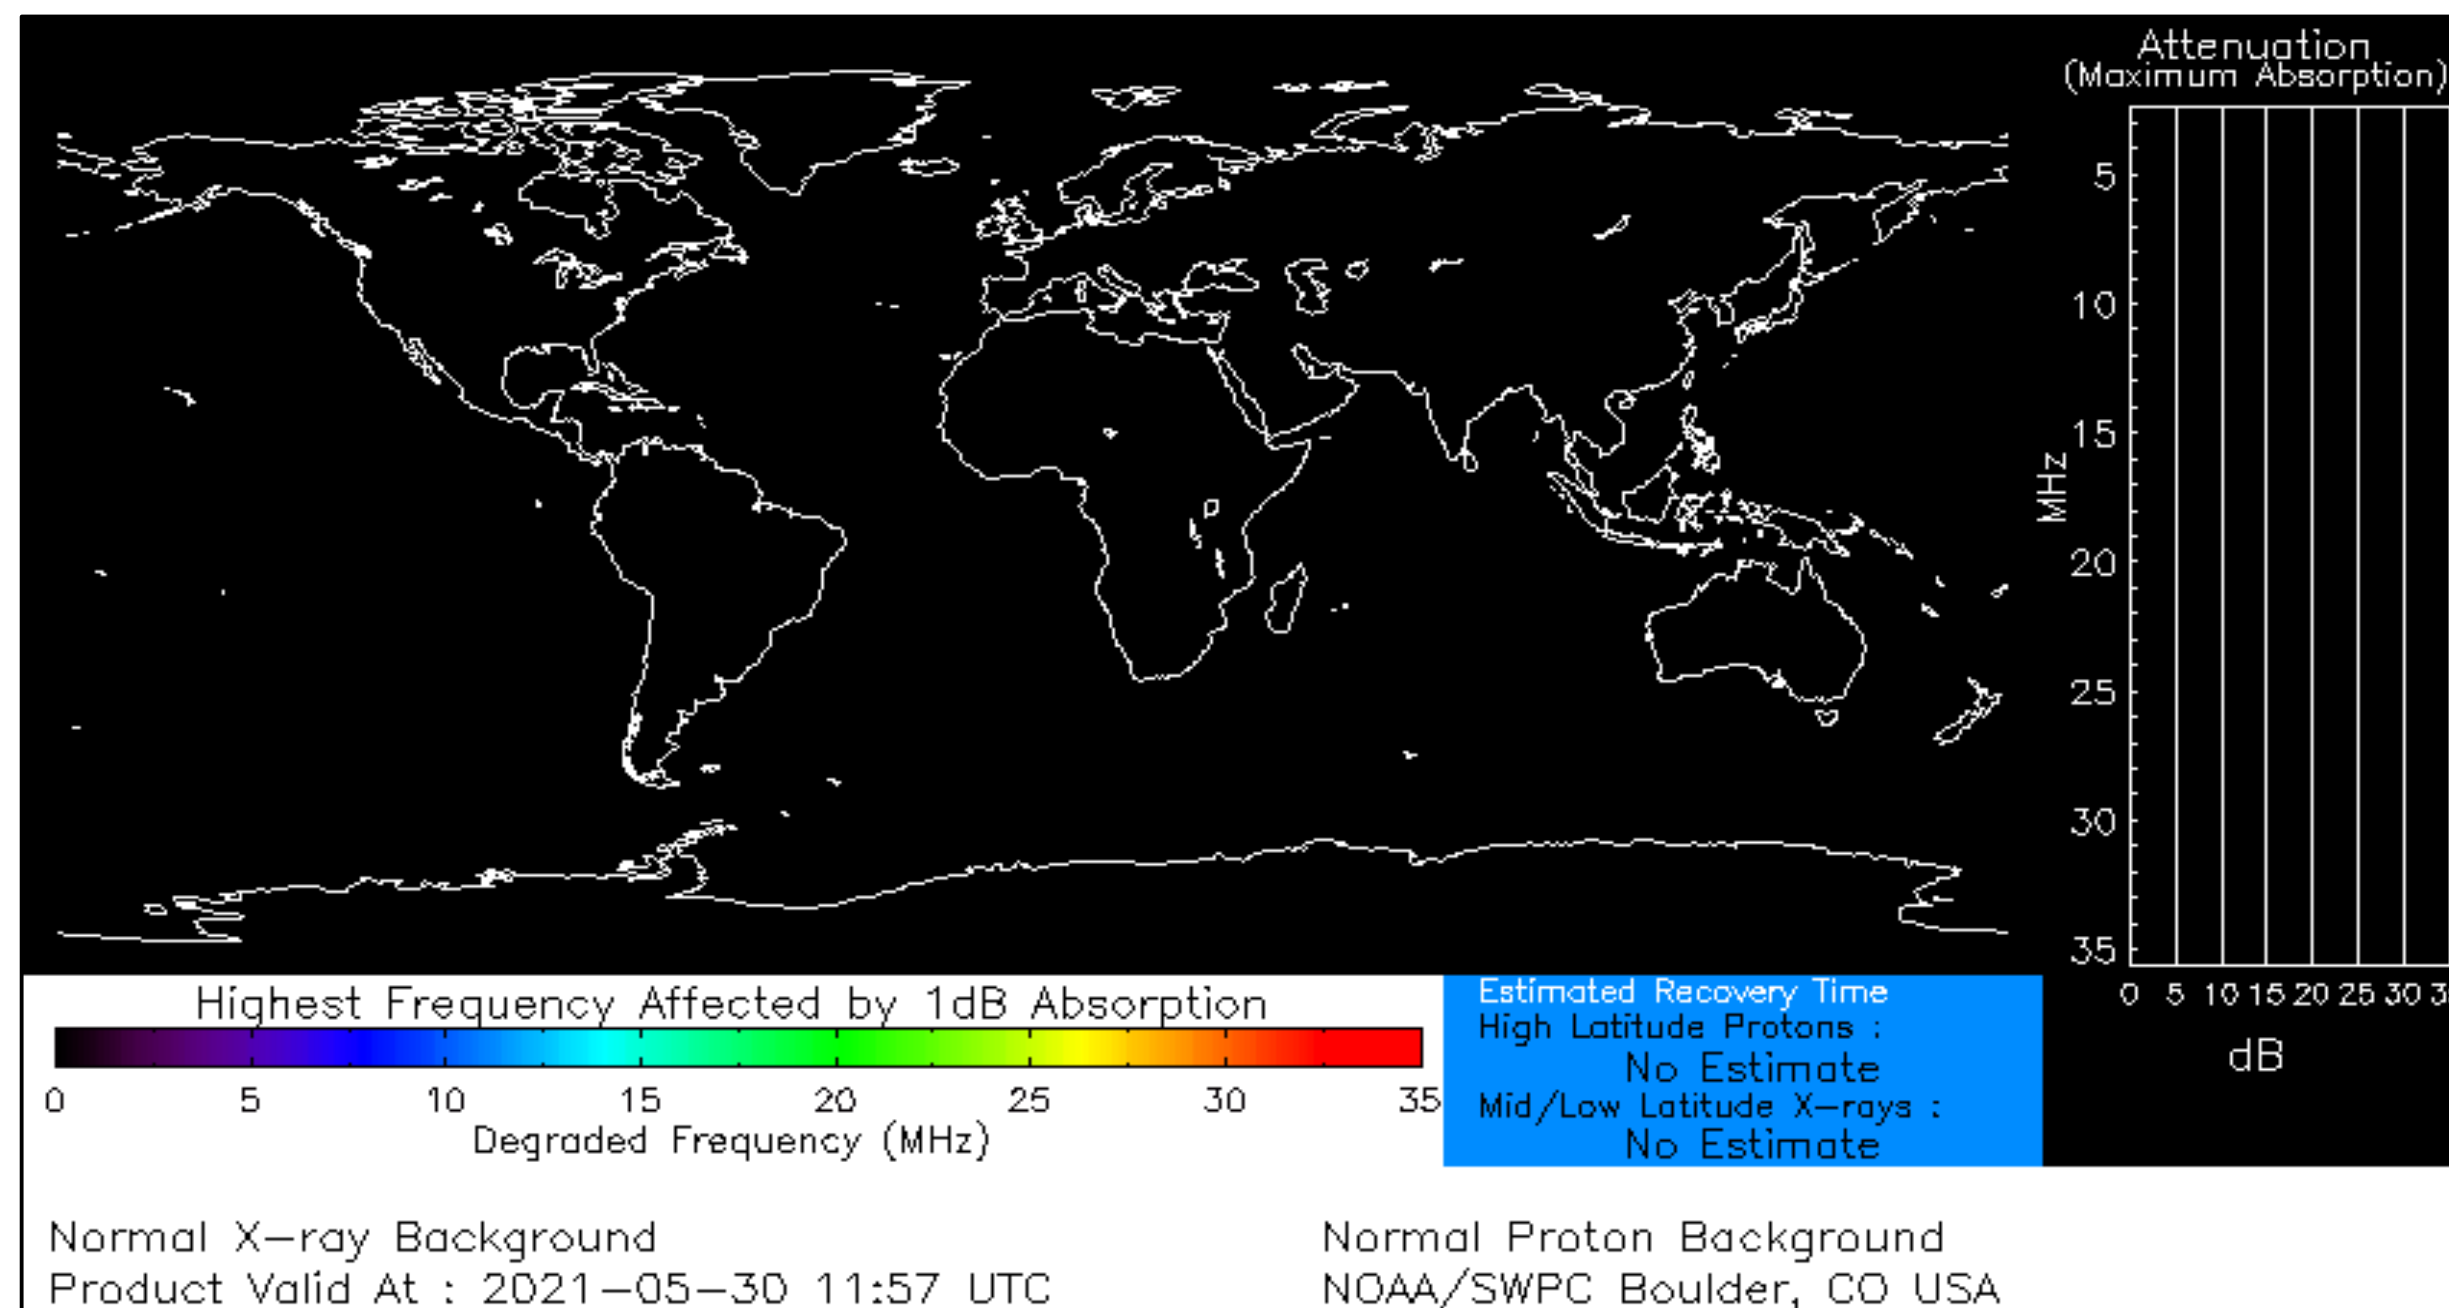 Attenuation
(Maximum Absorption)
5
10
15
20
25
30
35
MHz
0 5 10 15 20 25 30
dB
Highest Frequency Affected by 1dB Absorption
0 5 10 15 20 25 30 35
Degraded Frequency (MHz)
Estimated Recovery Time
High Latitude Protons :
No Estimate
Mid/Low Latitude X-rays :
No Estimate
Normal X-ray Background
Normal Proton Background
Product Valid At : 2021-05-30 11:57 UTC
NOAA/SWPC Boulder, CO USA